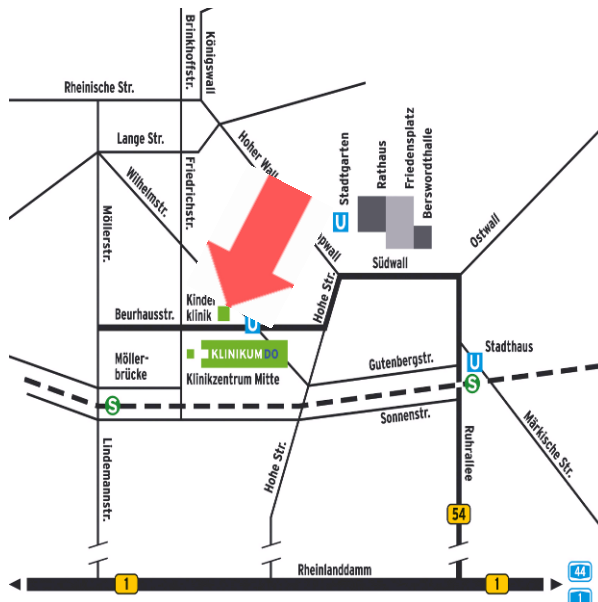 Brinkhoffstr.
Königswall
Rheinische Str.
Lange Str.
Hoher Wall
Wilhelmstr.
Friedrichstr.
Möllerstr.
U Stadtgarten
Rathaus
Friedensplatz
Berswordthalle
Ostwall
Südwall
Hohe Str.
Kinder
klinik
Beurhausstr.
U
KLINIKUMDO
Klinikzentrum Mitte
Möller-
brücke
Gutenbergstr.
U Stadthaus
S
S
Sonnenstr.
Märkische Str.
Ruhrallee
Lindemannstr.
Hohe Str.
54
Rheinlanddamm
1
1
44
1